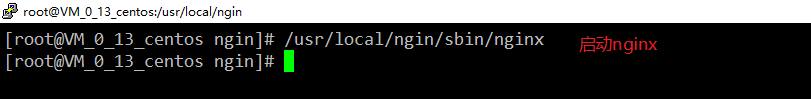 root@VM_0_13_centos:/usr/local/ngin
[root@VM_0_13_centos ngin]# /usr/local/ngin/sbin/nginx 启动nginx
[root@VM_0_13_centos ngin]#